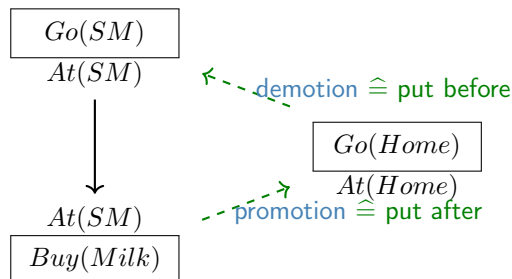 Go(SM)
At(SM)
demotion ≙ put before
Go(Home)
At(Home)
At(SM)
promotion ≙ put after
Buy(Milk)